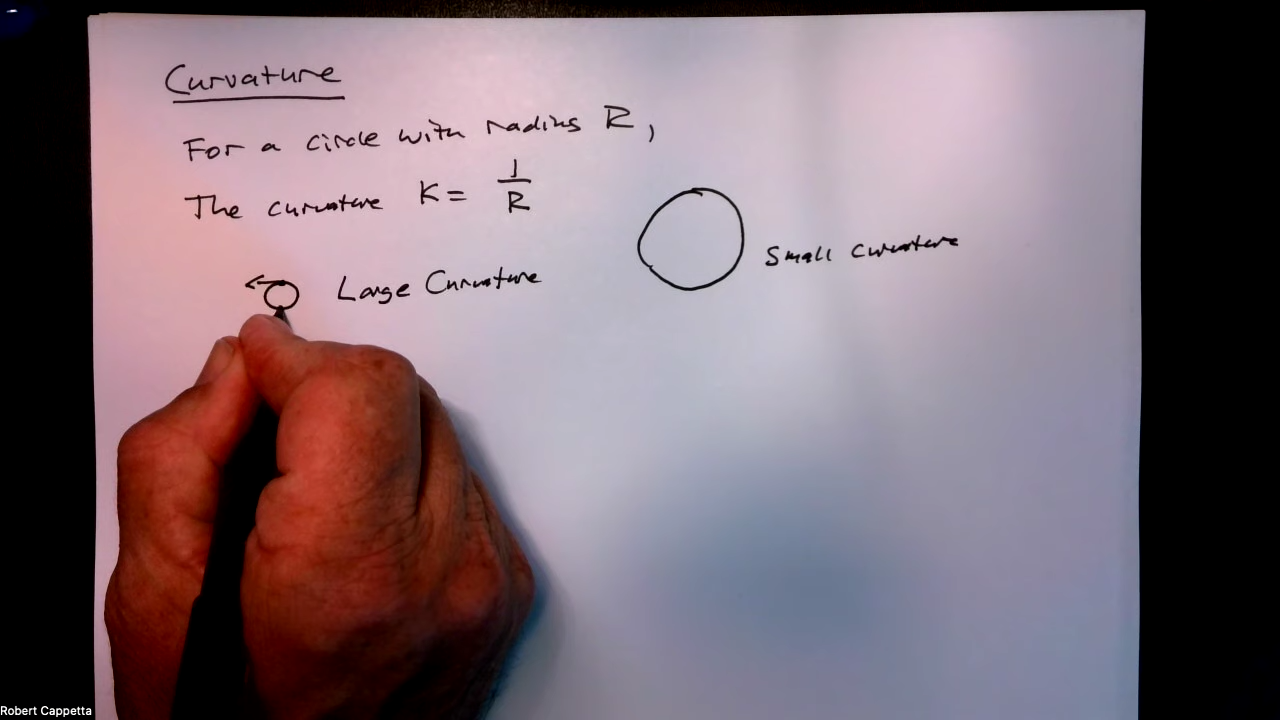 Curvature
For a circle with radius R,
The curvature K = 1/R
Large Curvature
Small curvature
Robert Cappetta